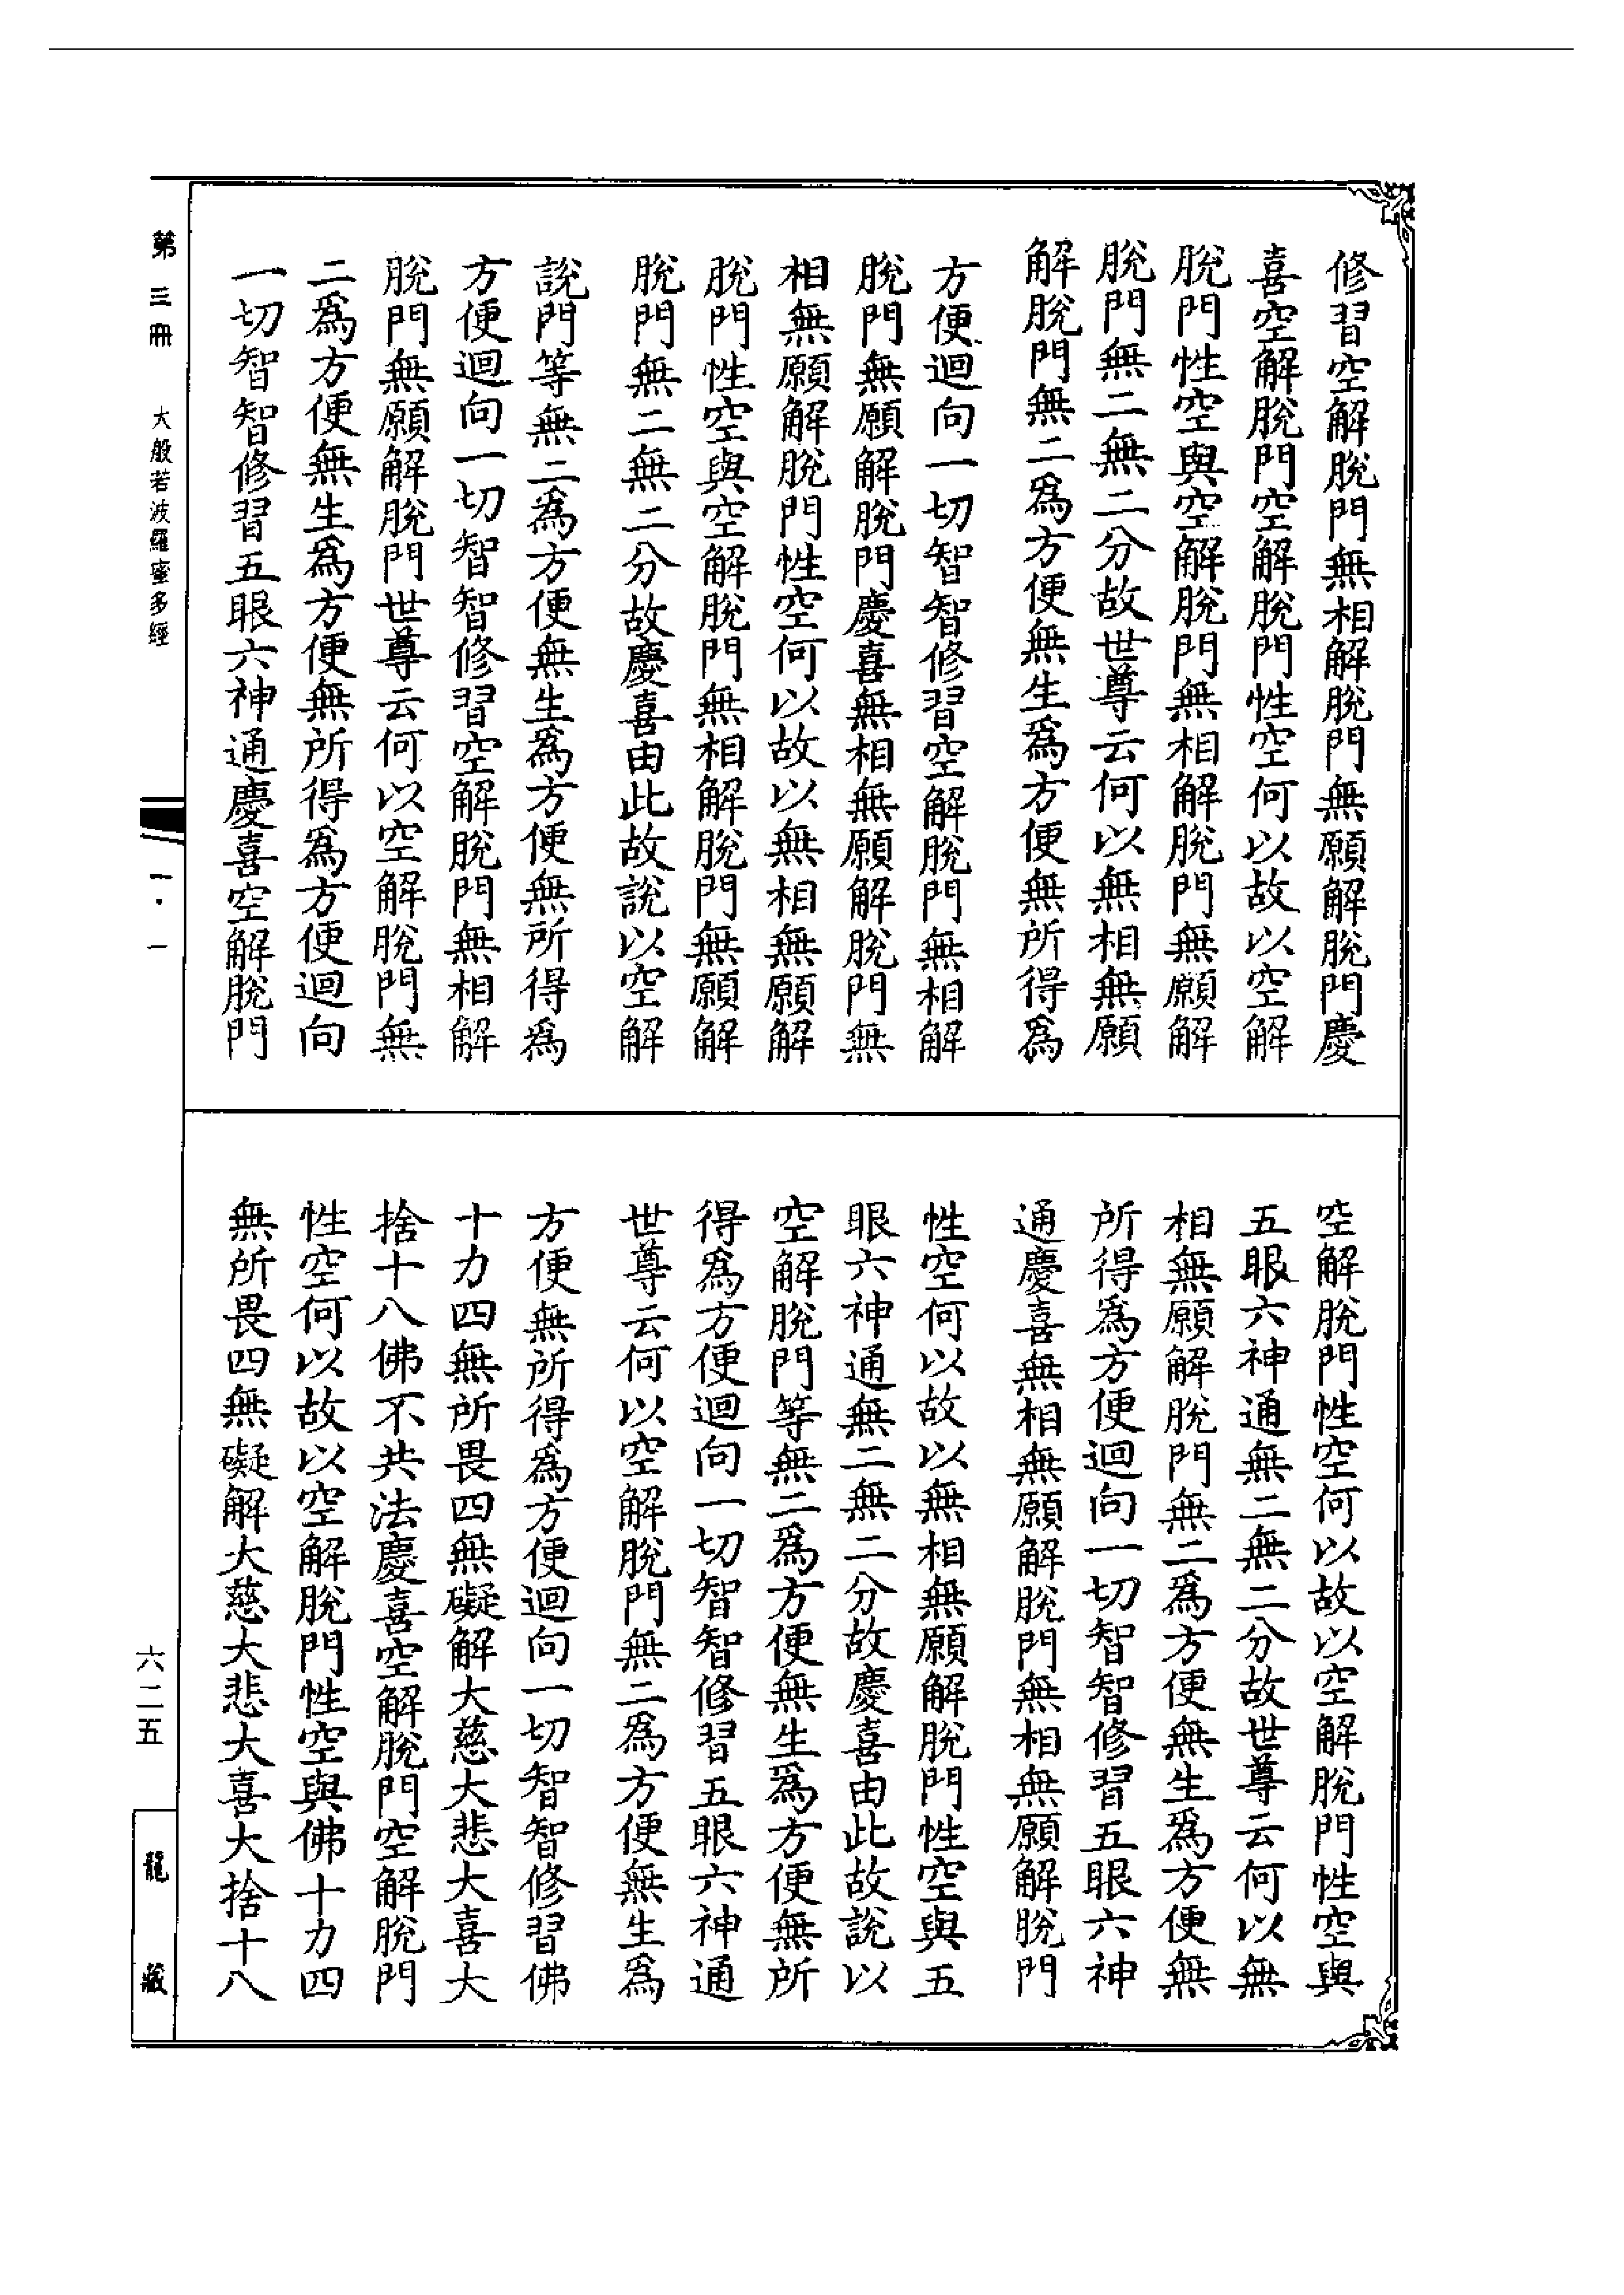 修習空解脫門無相解脫門無願解脫門慶
喜空解脫門空解脫門性空何以故以空解
脫門性空與空解脫門無相解脫門無願解
脫門無二無二分故世尊云何以無相無願
解脫門無二爲方便無生爲方便無所得爲
方便迴向一切智智修習空解脫門無相解
脫門無願解脫門慶喜無相無願解脫門無
相無願解脫門性空何以故以無相無願解
脫門性空與空解脫門無相解脫門無願解
脫門無二無二分故慶喜由此故說以空解
說門等無二爲方便無生爲方便無所得爲
方便迴向一切智智修習空解脫門無相解
脫門無願解脫門世尊云何以空解脫門無
二爲方便無生爲方便無所得爲方便迴向
一切智智修習五眼六神通慶喜空解脫門
空解脫門性空何以故以空解脫門性空與
五眼六神通無二無二分故世尊云何以無
相無願解脫門無二爲方便無生爲方便無
所得爲方便迴向一切智智修習五眼六神
通慶喜無相無願解脫門無相無願解脫門
性空何以故以無相無願解脫門性空與五
眼六神通無二無二分故慶喜由此故說以
空解脫門等無二爲方便無生爲方便無所
得爲方便迴向一切智智修習五眼六神通
世尊云何以空解脫門無二爲方便無生爲
方便無所得爲方便迴向一切智智修習佛
十力四無所畏四無礙解大慈大悲大喜大
捨十八佛不共法慶喜空解脫門空解脫門
性空何以故以空解脫門性空與佛十力四
無所畏四無礙解大慈大悲大喜大捨十八
第三冊 大般若波羅蜜多經 一·一
六二五
龍藏